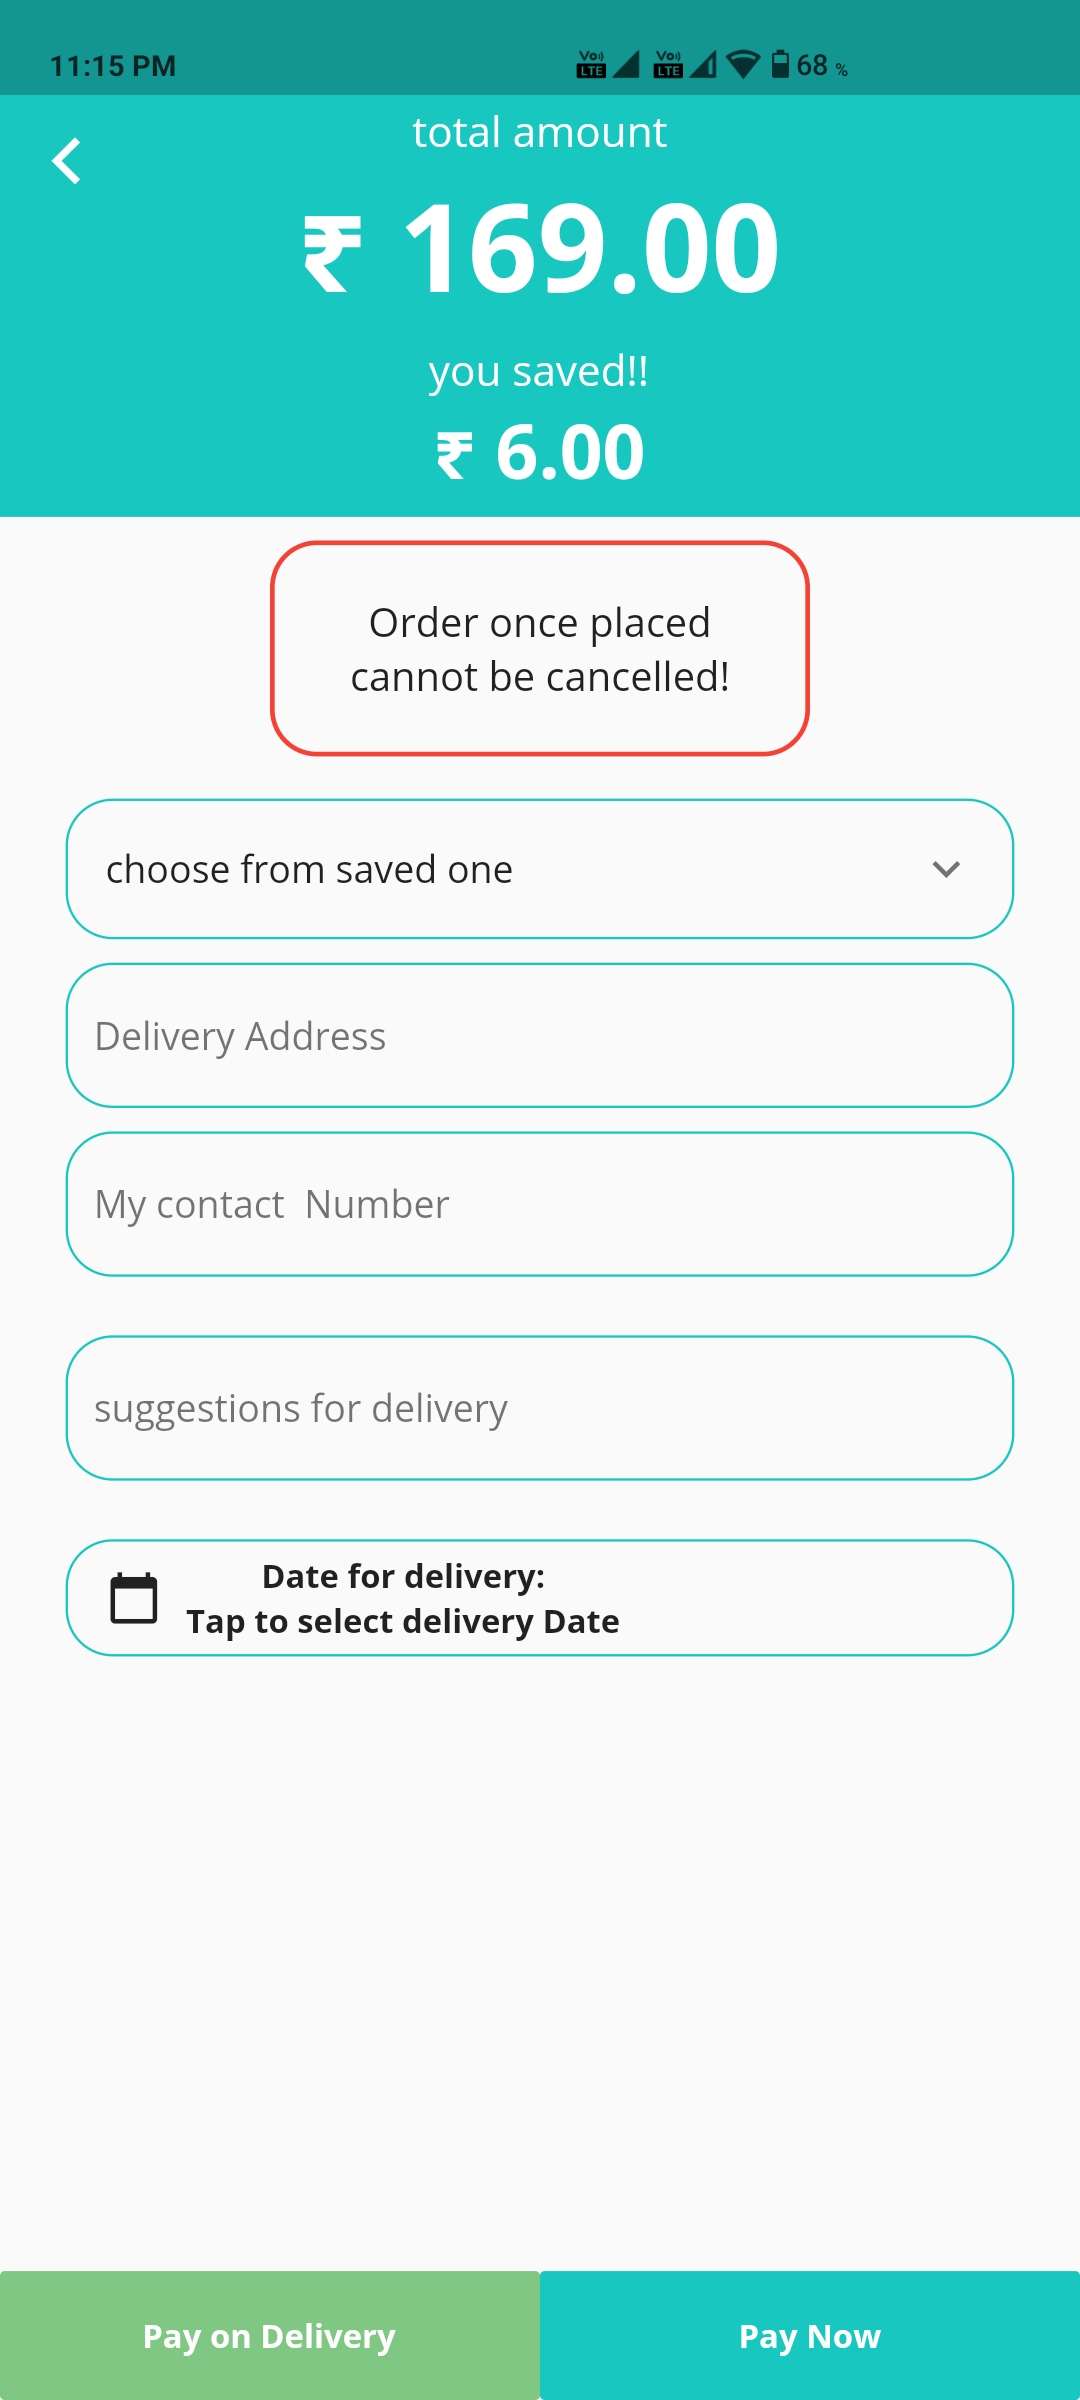 11:15 PM
Vo LTE Vo LTE 68 %
total amount
₹ 169.00
you saved!!
₹ 6.00
Order once placed
cannot be cancelled!
choose from saved one
Delivery Address
My contact  Number
suggestions for delivery
Date for delivery:
Tap to select delivery Date
Pay on Delivery
Pay Now